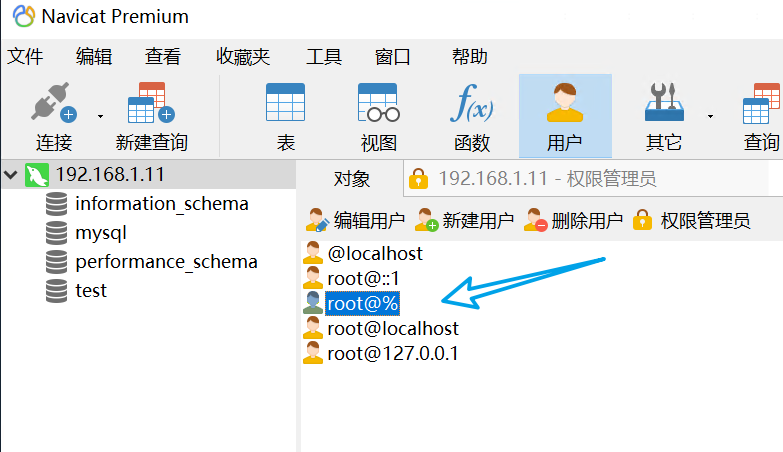 Navicat Premium
文件 编辑 查看 收藏夹 工具 窗口 帮助
f(x)
连接 新建查询 表 视图 函数 用户 其它 查询
192.168.1.11
information_schema
mysql
performance_schema
test
对象 192.168.1.11 - 权限管理员
编辑用户 新建用户 删除用户 权限管理员
@localhost
root@::1
root@%
root@localhost
root@127.0.0.1